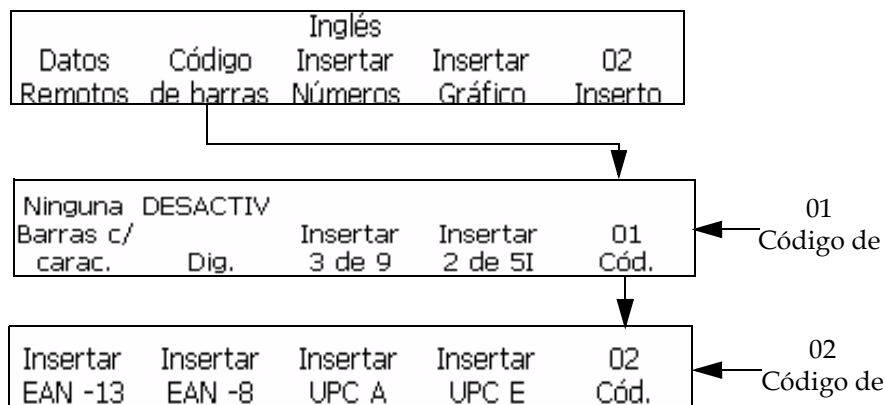 Inglés
Datos Código Insertar Insertar 02
Remotos de barras Números Gráfico Inserto
Ninguna DESACTIV
Barras c/ Insertar Insertar 01
carac. Dig. 3 de 9 2 de 5I Cód.
01
Código de
Insertar Insertar Insertar Insertar 02
EAN -13 EAN -8 UPC A UPC E Cód.
02
Código de